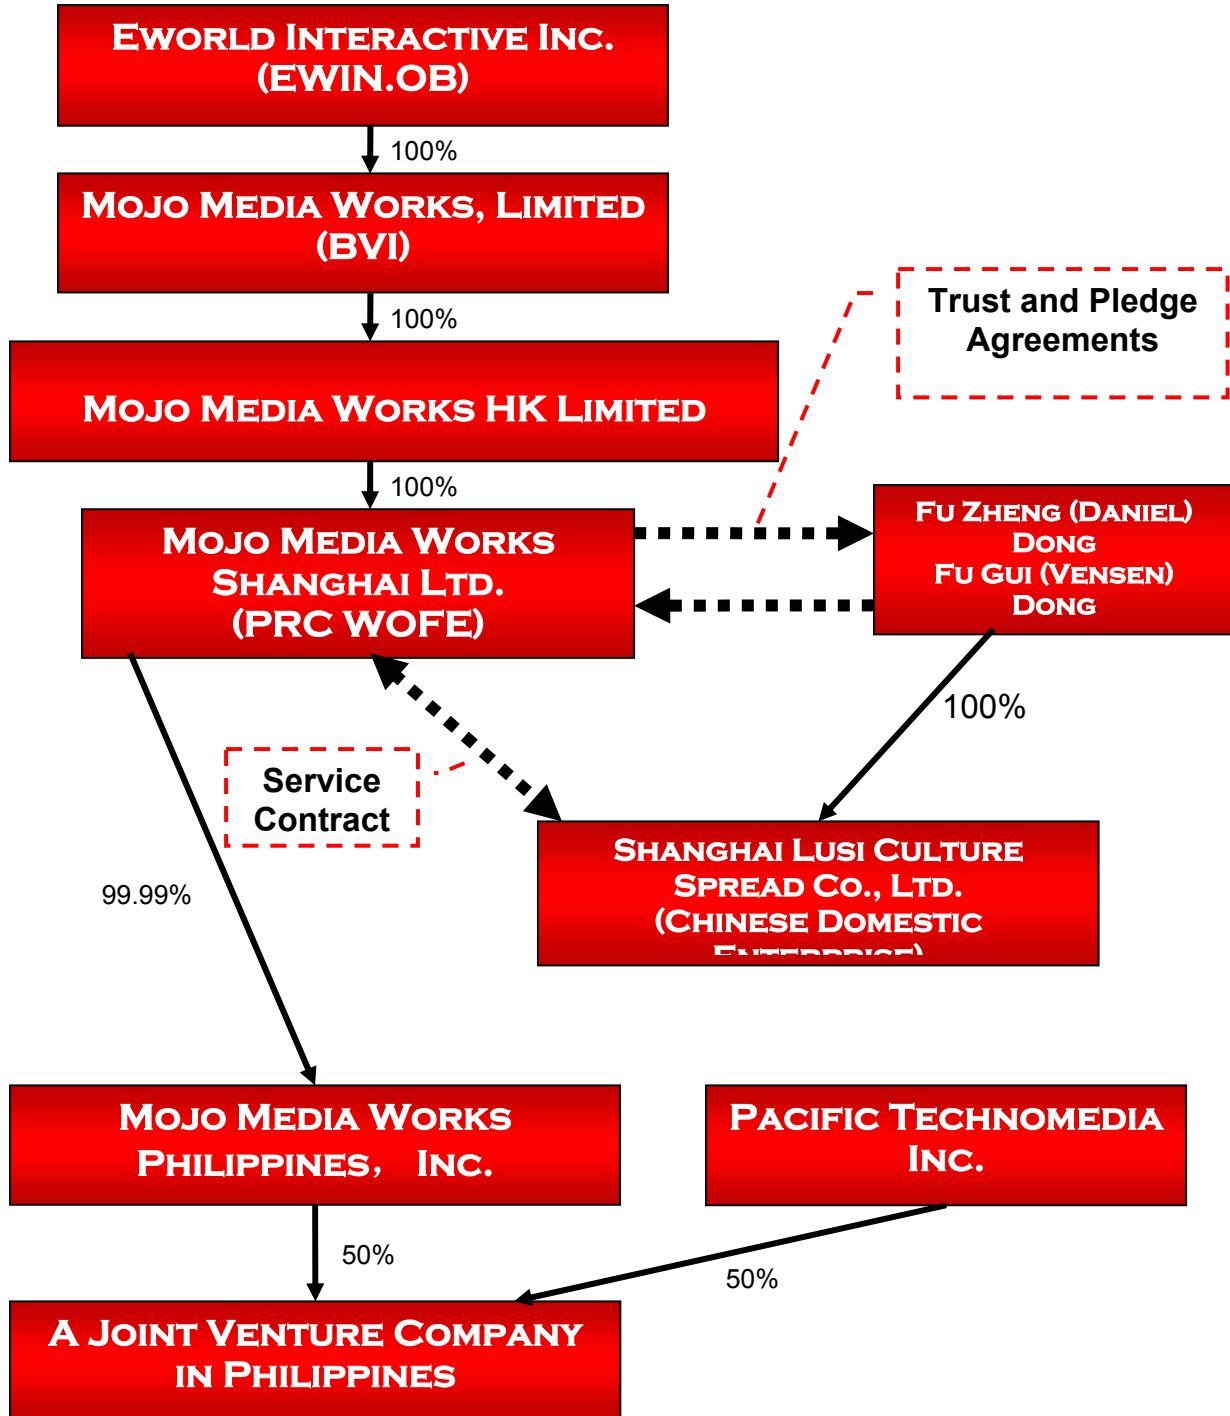 Eworld Interactive Inc.
(EWIN.OB)
100%
Mojo Media Works, Limited
(BVI)
100%
Mojo Media Works HK Limited
100%
Trust and Pledge
Agreements
Mojo Media Works
Shanghai Ltd.
(PRC WOFE)
Fu Zheng (Daniel)
Dong
Fu Gui (Vensen)
Dong
100%
Service
Contract
Shanghai Lusi Culture
Spread Co., Ltd.
(Chinese Domestic
Enterprise)
99.99%
Mojo Media Works
Philippines, Inc.
Pacific Technomedia
Inc.
50%
50%
A Joint Venture Company
in Philippines